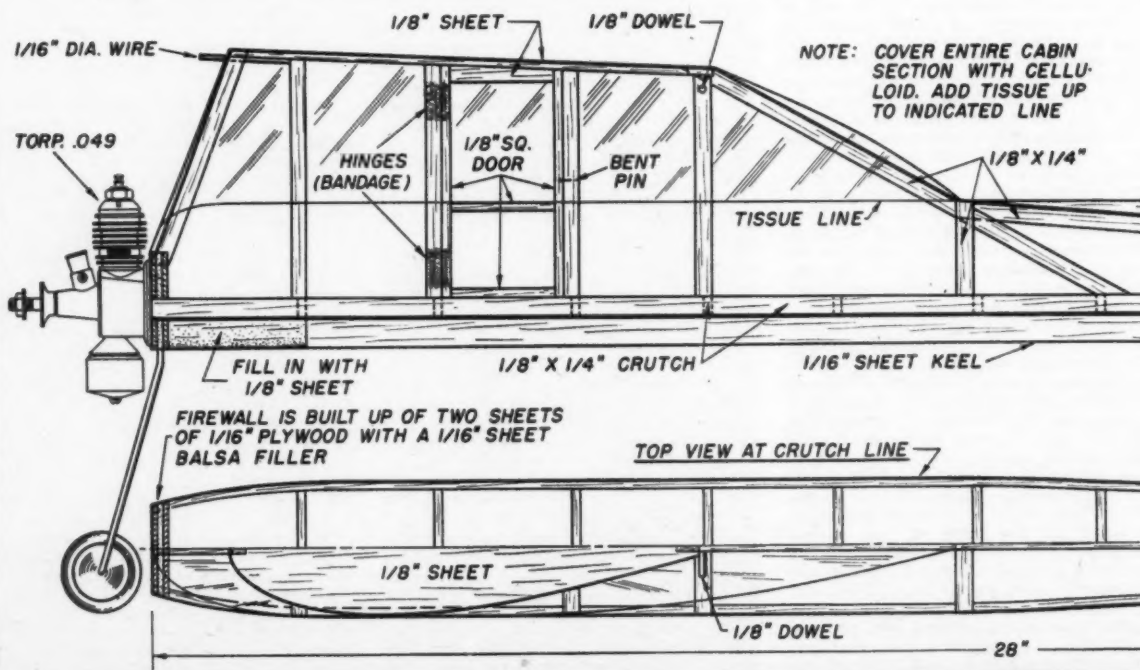 1/8" SHEET
1/8" DOWEL
1/16" DIA. WIRE
NOTE: COVER ENTIRE CABIN
SECTION WITH CELLU-
LOID. ADD TISSUE UP
TO INDICATED LINE
TORP. .049
HINGES
(BANDAGE)
1/8" SQ.
DOOR
BENT
PIN
1/8" X 1/4"
TISSUE LINE
FILL IN WITH
1/8" SHEET
1/8" X 1/4" CRUTCH
1/16" SHEET KEEL
FIREWALL IS BUILT UP OF TWO SHEETS
OF 1/16" PLYWOOD WITH A 1/16" SHEET
BALSA FILLER
TOP VIEW AT CRUTCH LINE
1/8" SHEET
1/8" DOWEL
28"